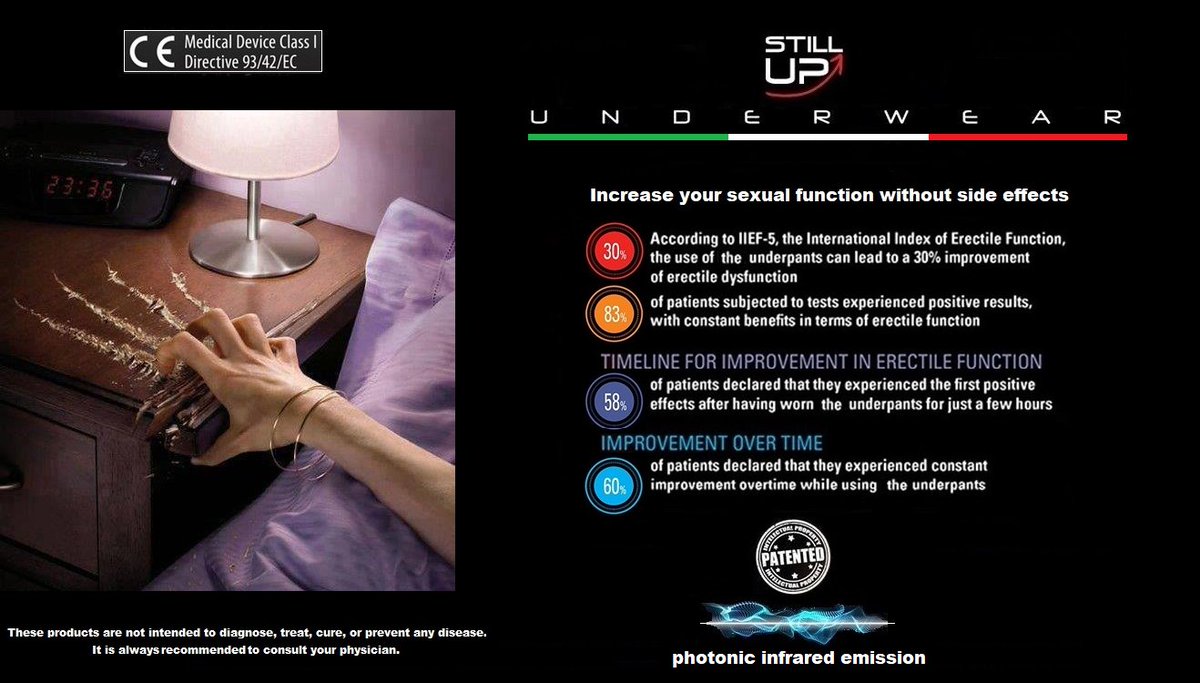 CE Medical Device Class I
Directive 93/42/EC
23:36
These products are not intended to diagnose, treat, cure, or prevent any disease.
It is always recommended to consult your physician.
STILL
UP
UNDERWEAR
Increase your sexual function without side effects
30%
According to IIEF-5, the International Index of Erectile Function,
the use of the underpants can lead to a 30% improvement
of erectile dysfunction
83%
of patients subjected to tests experienced positive results,
with constant benefits in terms of erectile function
TIMELINE FOR IMPROVEMENT IN ERECTILE FUNCTION
58%
of patients declared that they experienced the first positive
effects after having worn the underpants for just a few hours
IMPROVEMENT OVER TIME
60%
of patients declared that they experienced constant
improvement overtime while using the underpants
INTELLECTUAL PROPERTY
PATENTED
INTELLECTUAL PROPERTY
photonic infrared emission